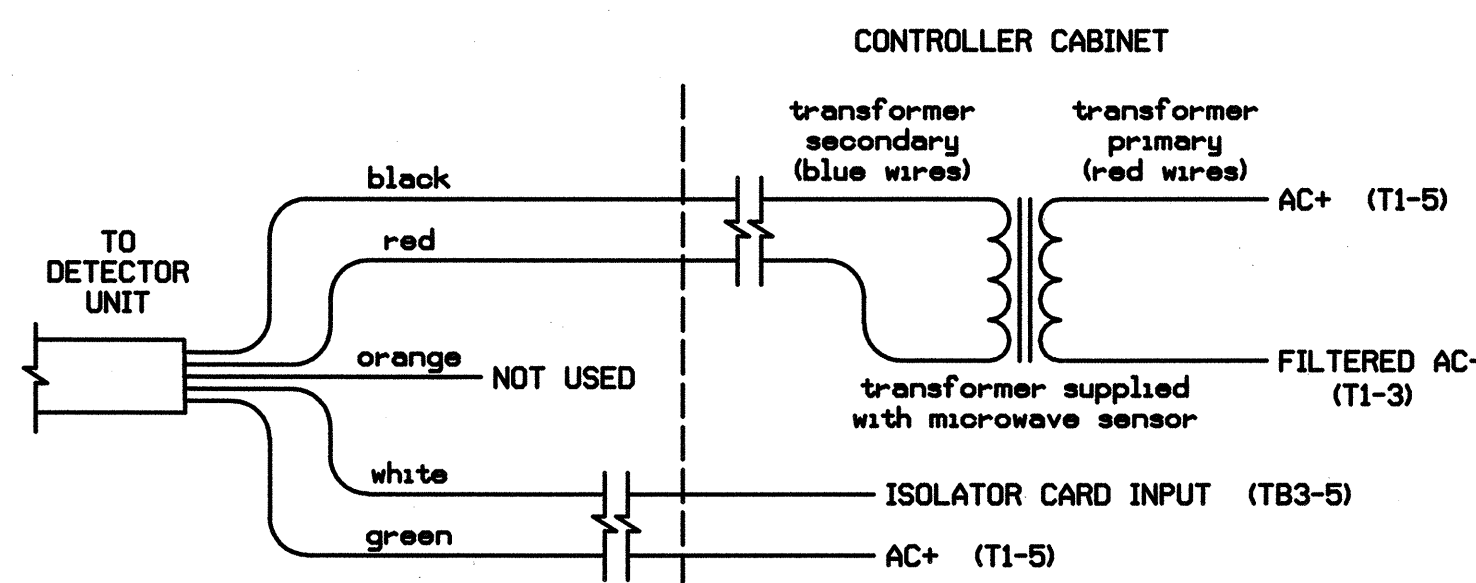 CONTROLLER CABINET
transformer
secondary
(blue wires)
transformer
primary
(red wires)
black
AC+ (T1-5)
red
TO
DETECTOR
UNIT
orange
NOT USED
FILTERED AC-
(T1-3)
transformer supplied
with microwave sensor
white
ISOLATOR CARD INPUT (TB3-5)
green
AC+ (T1-5)